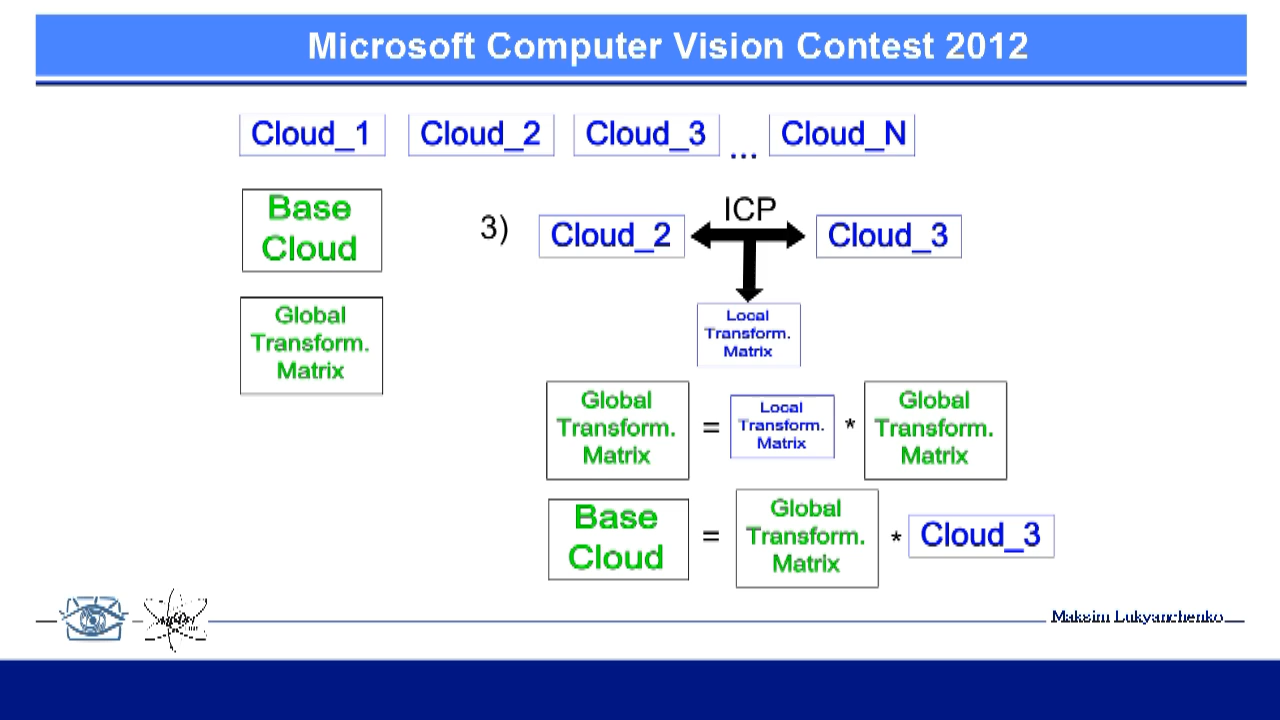 Microsoft Computer Vision Contest 2012
Cloud_1 Cloud_2 Cloud_3 ... Cloud_N
Base
Cloud
Global
Transform.
Matrix
3) Cloud_2 ICP Cloud_3
Local
Transform.
Matrix
Global
Transform.
Matrix
=
Local
Transform.
Matrix
*
Global
Transform.
Matrix
Base
Cloud
=
Global
Transform.
Matrix
*
Cloud_3
Maksim Lukyanchenko